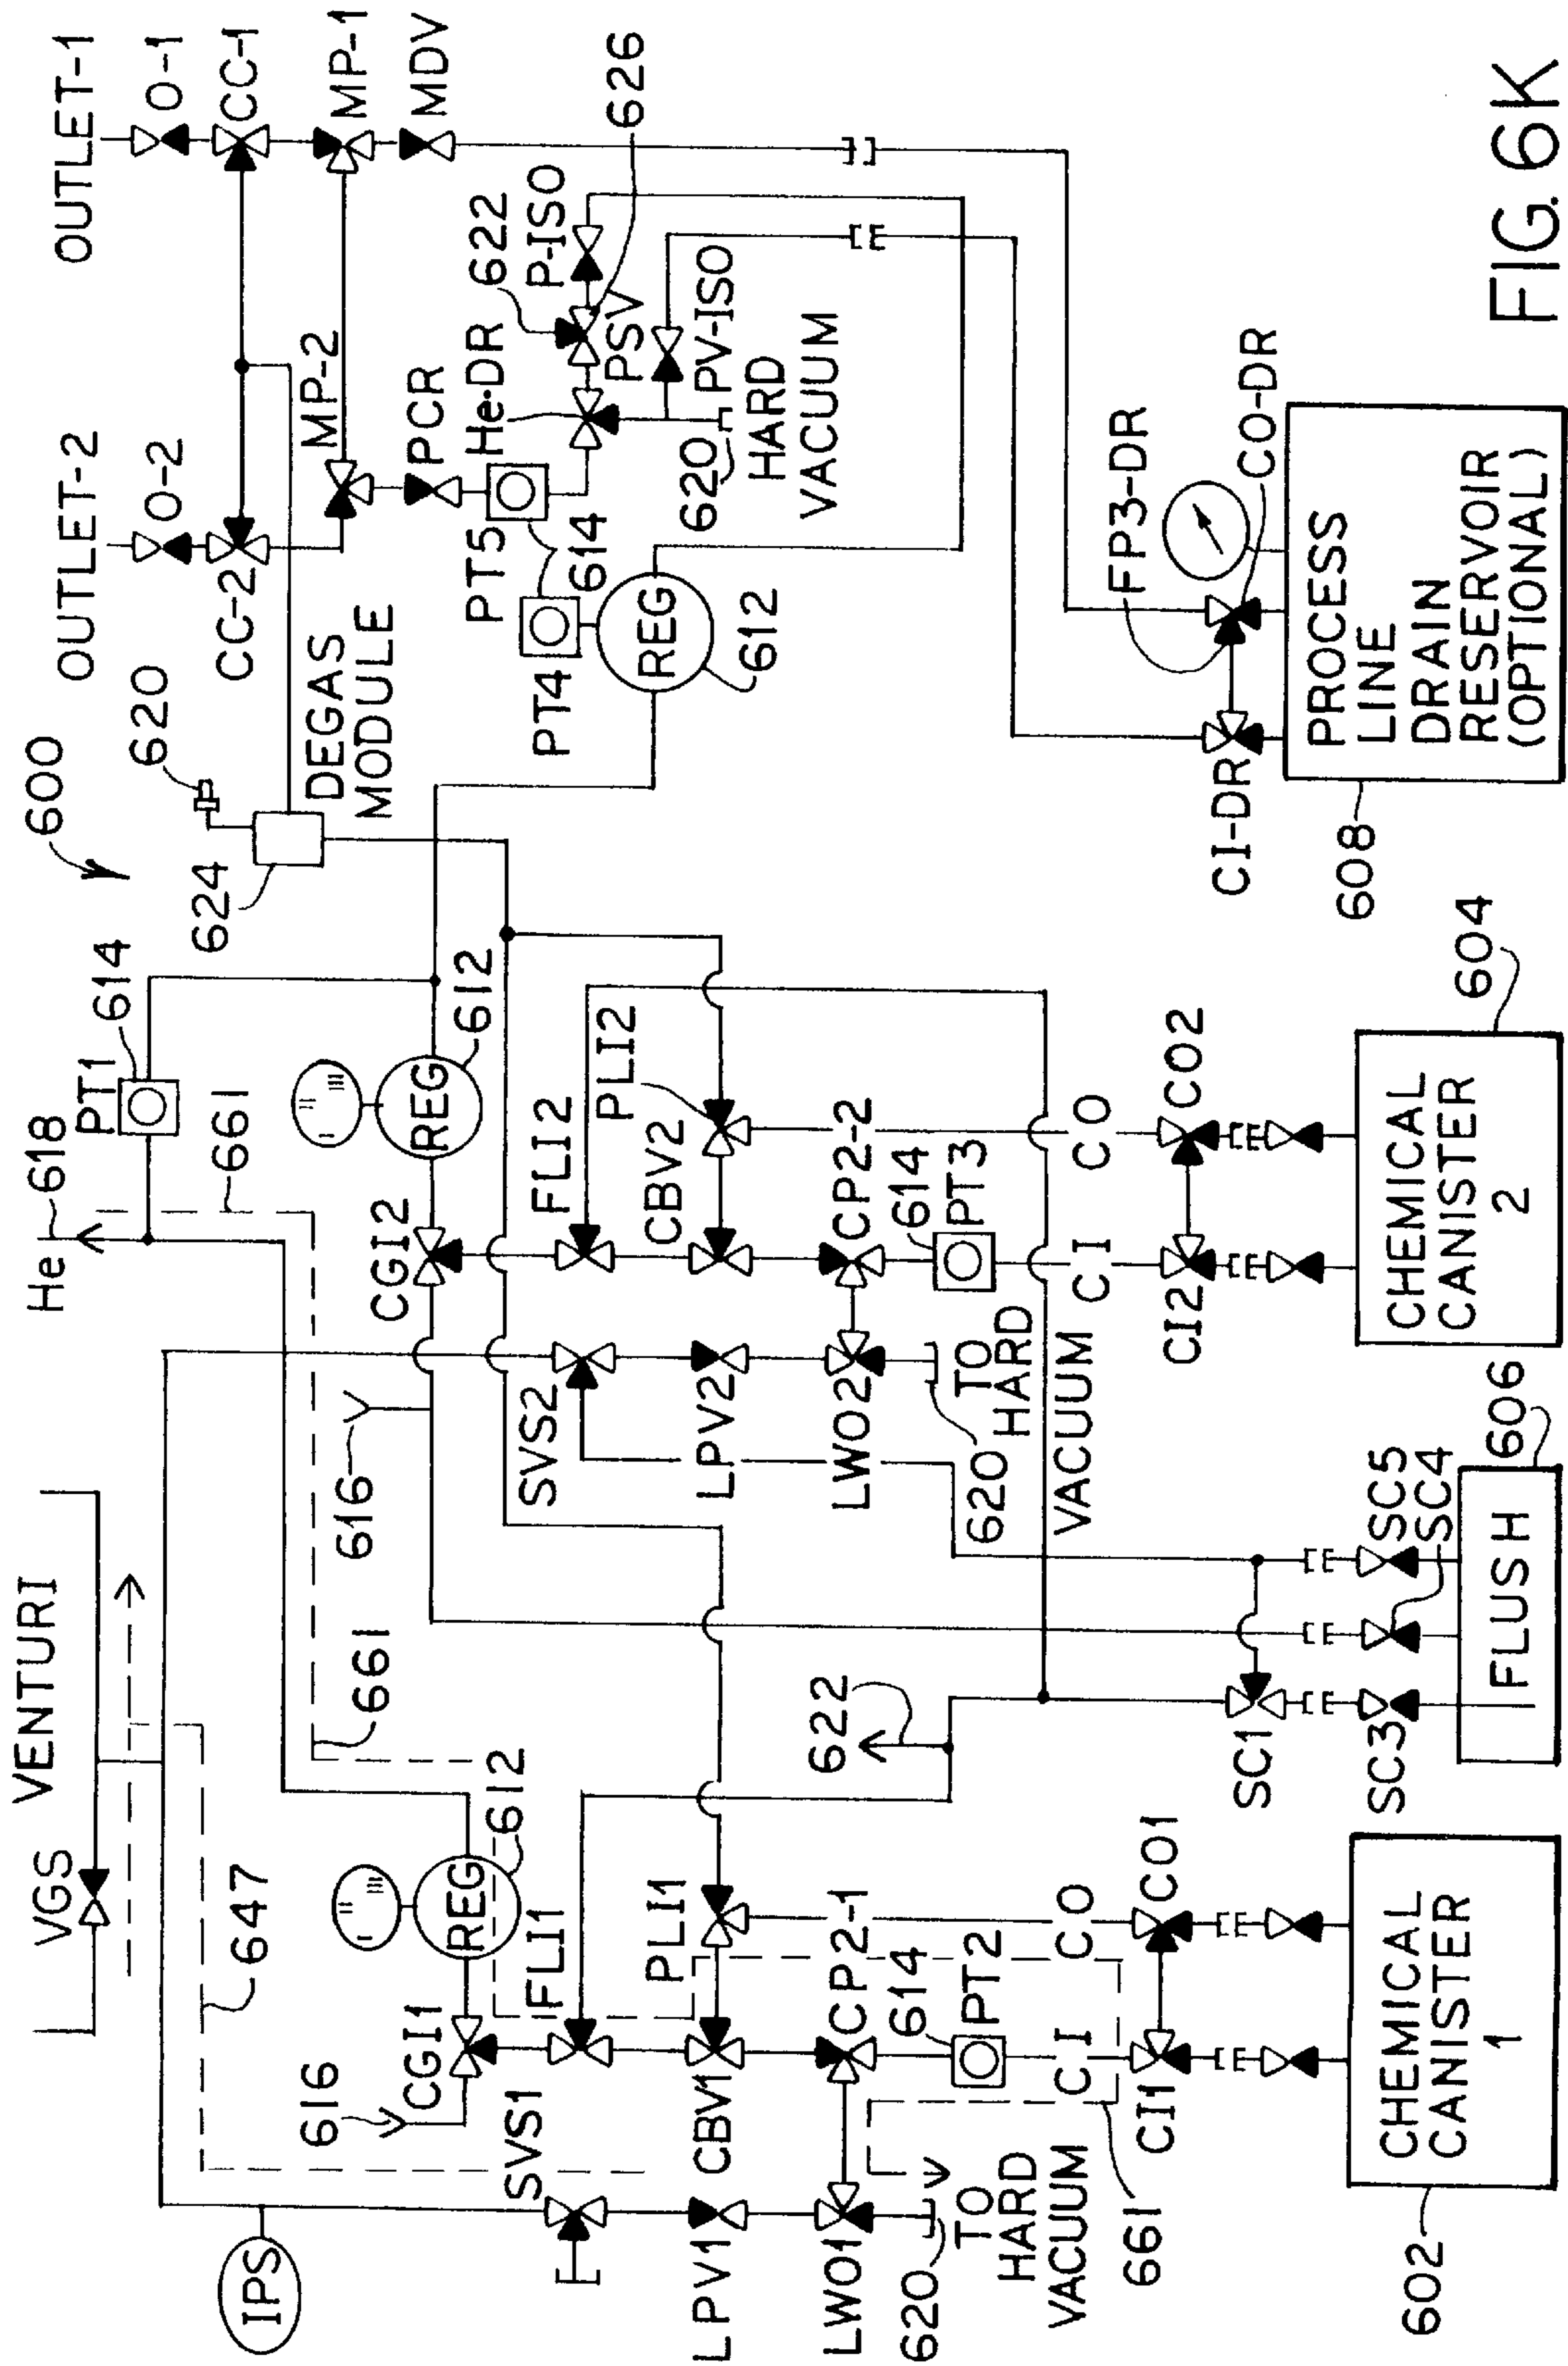 600
VENTURI
VGS
647
He
618
PT1
614
661
661
620
624
DEGAS
MODULE
OUTLET-2
O-2
CC-2
OUTLET-1
O-1
CC-1
MP-2
MP-1
MDV
PCR
He-DR
622
P-ISO
626
PSV
PV-ISO
620
HARD
VACUUM
PT5
614
PT4
REG
612
IPS
616
CGI1
REG
612
SVS1
FLI1
PLI1
LPV1
CBV1
CP2-1
614
PT2
LWO1
620
TO
HARD
VACUUM
661
CI
CO
CI1
CO1
602
CHEMICAL
CANISTER
1
622
616
SVS2
LPV2
LWO2
620
TO
HARD
VACUUM
SC1
SC3
SC5
SC4
606
FLUSH
REG
612
CGI2
FLI2
PLI2
CBV2
CP2-2
614
PT3
CI
CO
CI2
CO2
604
CHEMICAL
CANISTER
2
FP3-DR
CO-DR
CI-DR
608
PROCESS
LINE
DRAIN
RESERVOIR
(OPTIONAL)
FIG. 6K